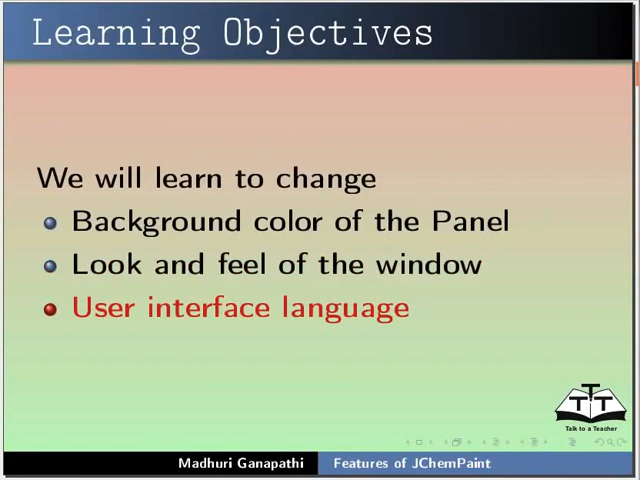 Learning Objectives
We will learn to change
Background color of the Panel
Look and feel of the window
User interface language
TTT
Talk to a Teacher
Madhuri Ganapathi
Features of JChemPaint